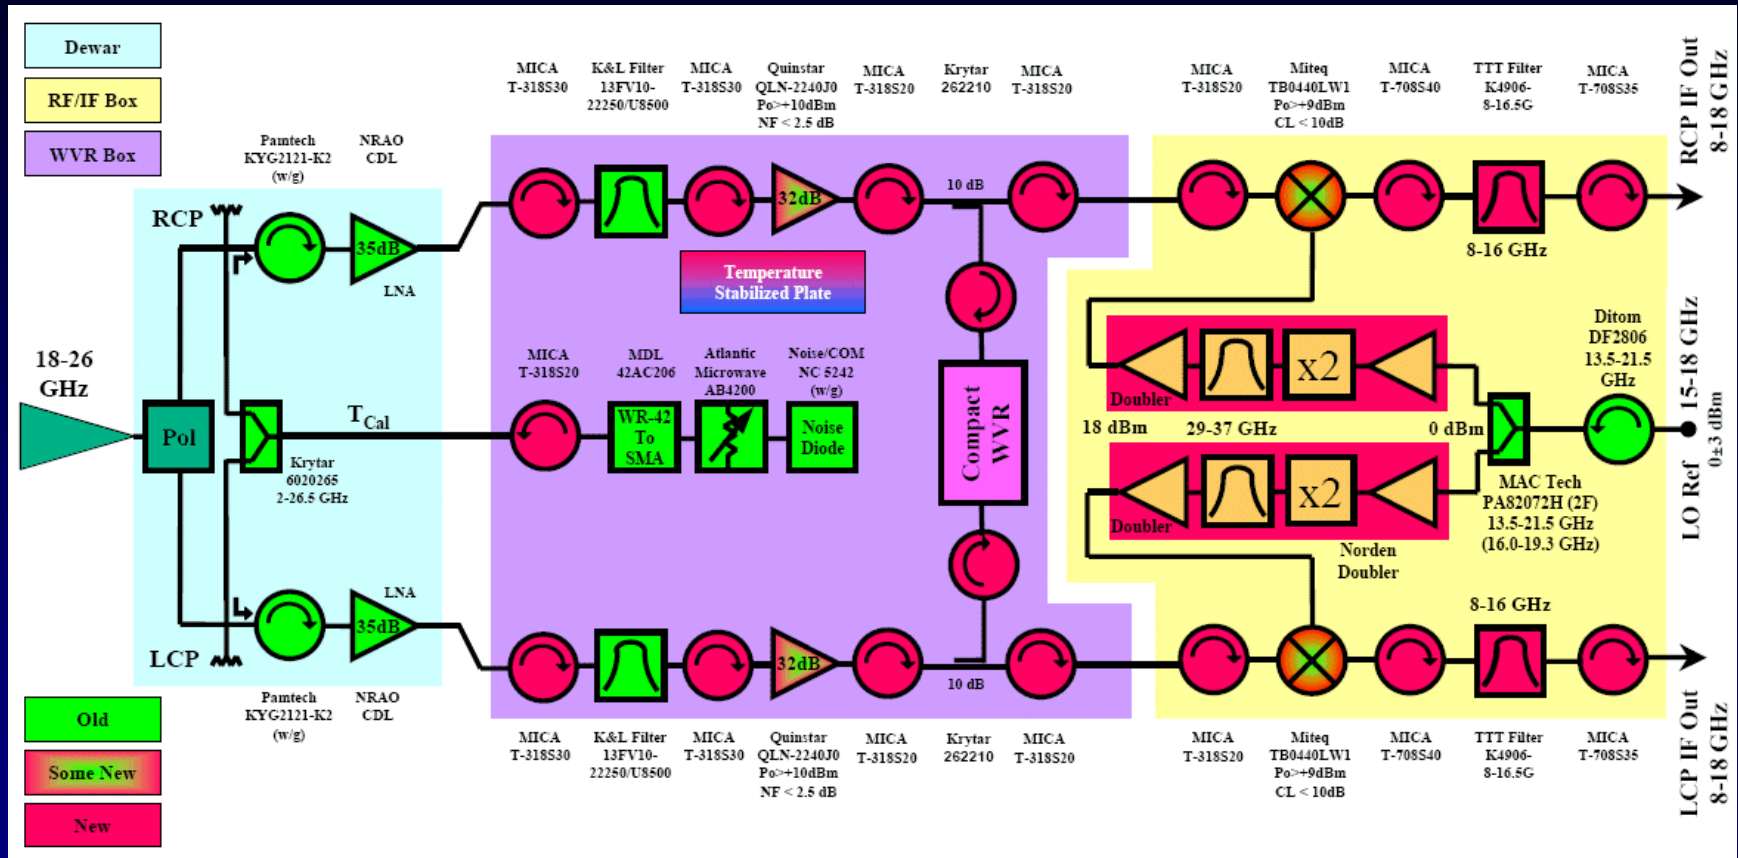 Dewar
RF/IF Box
WVR Box
MICA
T-318S30
K&L Filter
13FV10-
22250/U8500
MICA
T-318S30
Quinstar
QLN-2240J0
Po>+10dBm
NF < 2.5 dB
MICA
T-318S20
Krytar
262210
MICA
T-318S20
MICA
T-318S20
Miteq
TB0440LW1
Po>+9dBm
CL < 10dB
MICA
T-708S40
TTT Filter
K4906-
8-16.5G
MICA
T-708S35
RCP IF Out
8-18 GHz
Pamtech
KYG2121-K2
(w/g)
NRAO
CDL
RCP
35dB
LNA
32dB
10 dB
8-16 GHz
Temperature
Stabilized Plate
18-26
GHz
Pol
TCal
Krytar
6020265
2-26.5 GHz
MICA
T-318S20
MDL
42AC206
Atlantic
Microwave
AB4200
Noise/COM
NC 5242
(w/g)
WR-42
To
SMA
Noise
Diode
Compact
WVR
x2
Doubler
18 dBm
29-37 GHz
0 dBm
x2
Doubler
Norden
Doubler
Ditom
DF2806
13.5-21.5
GHz
MAC Tech
PA82072H (2F)
13.5-21.5 GHz
(16.0-19.3 GHz)
LO Ref 15-18 GHz
0±3 dBm
LCP
35dB
LNA
32dB
10 dB
8-16 GHz
Pamtech
KYG2121-K2
(w/g)
NRAO
CDL
MICA
T-318S30
K&L Filter
13FV10-
22250/U8500
MICA
T-318S30
Quinstar
QLN-2240J0
Po>+10dBm
NF < 2.5 dB
MICA
T-318S20
Krytar
262210
MICA
T-318S20
MICA
T-318S20
Miteq
TB0440LW1
Po>+9dBm
CL < 10dB
MICA
T-708S40
TTT Filter
K4906-
8-16.5G
MICA
T-708S35
LCP IF Out
8-18 GHz
Old
Some New
New